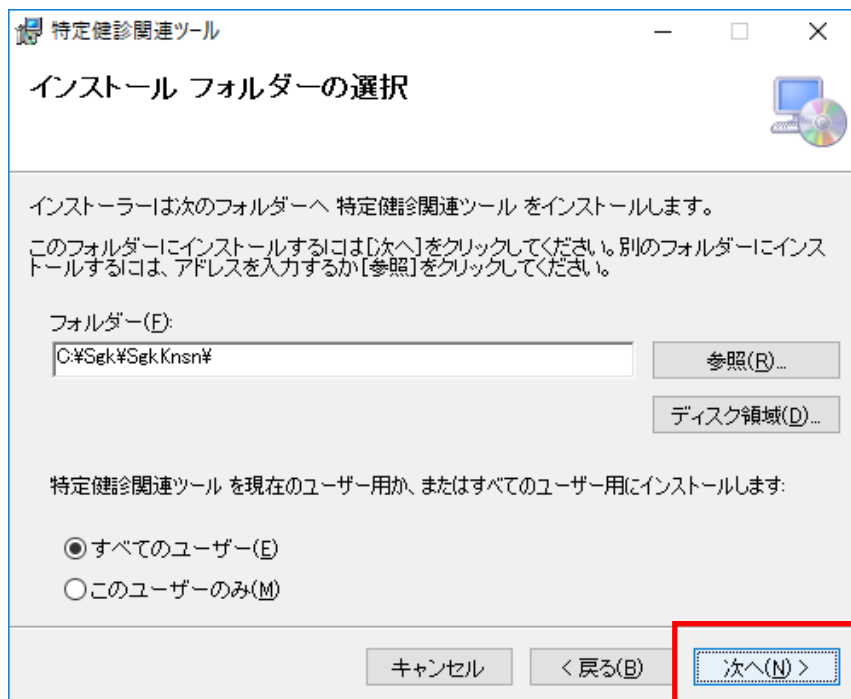 特定健診関連ツール
インストール フォルダーの選択
インストーラーは次のフォルダーへ 特定健診関連ツール をインストールします。
このフォルダーにインストールするには[次へ]をクリックしてください。別のフォルダーにインス
トールするには、アドレスを入力するか[参照]をクリックしてください。
フォルダー(F):
C:¥Sgk¥SgkKnsn¥
参照(R)...
ディスク領域(D)...
特定健診関連ツール を現在のユーザー用か、またはすべてのユーザー用にインストールします:
すべてのユーザー(E)
このユーザーのみ(M)
キャンセル
< 戻る(B)
次へ(N) >